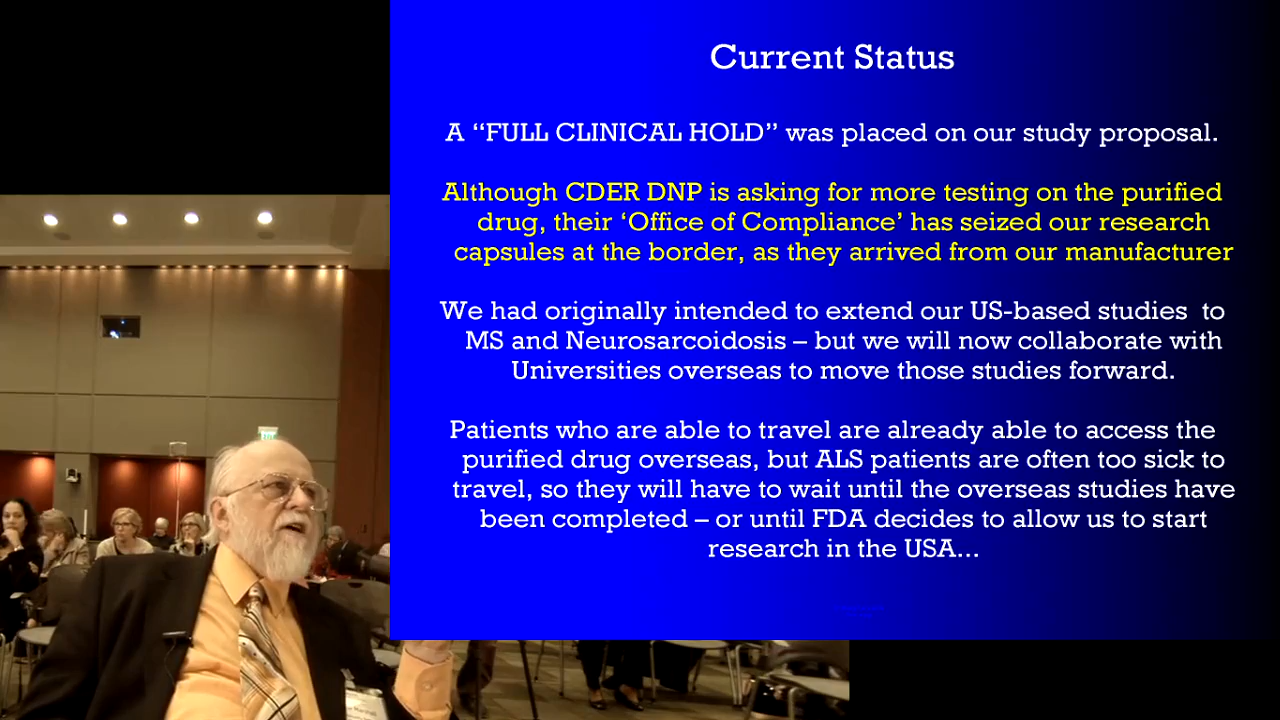 Current Status
A “FULL CLINICAL HOLD” was placed on our study proposal.
Although CDER DNP is asking for more testing on the purified
drug, their ‘Office of Compliance’ has seized our research
capsules at the border, as they arrived from our manufacturer
We had originally intended to extend our US-based studies  to
MS and Neurosarcoidosis – but we will now collaborate with
Universities overseas to move those studies forward.
Patients who are able to travel are already able to access the
purified drug overseas, but ALS patients are often too sick to
travel, so they will have to wait until the overseas studies have
been completed – or until FDA decides to allow us to start
research in the USA...
Marshall